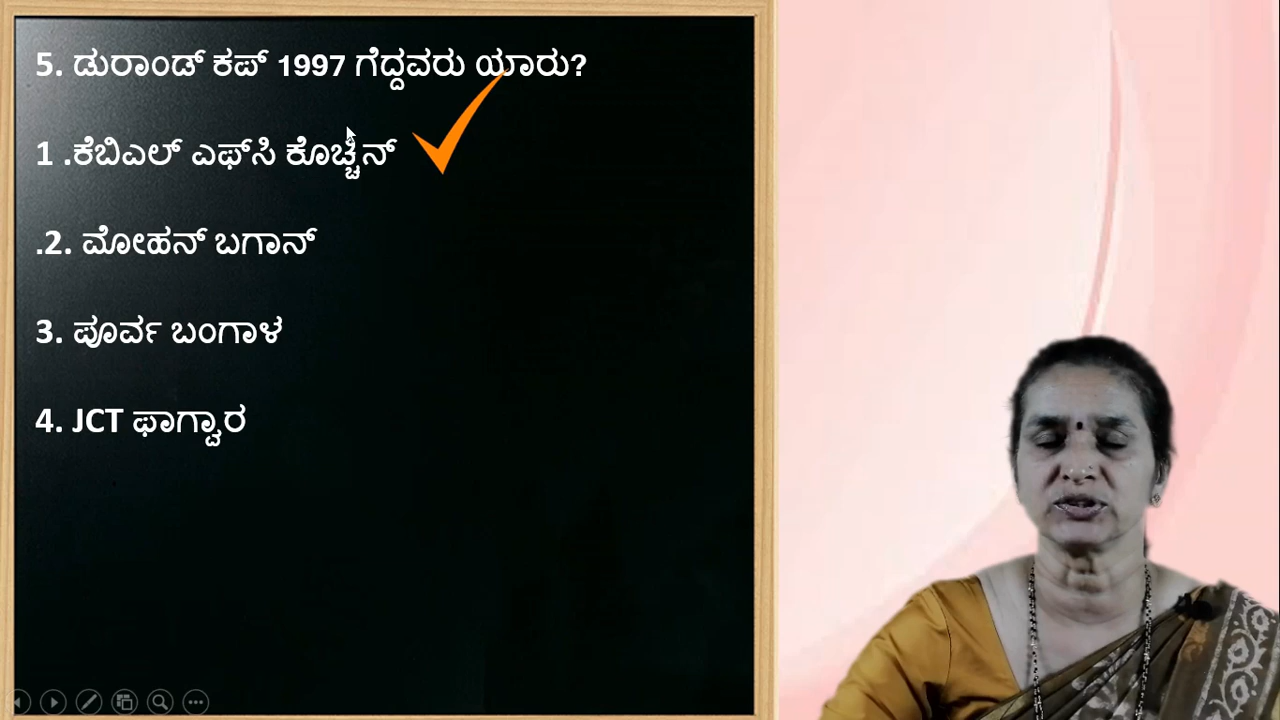 5. ಡುರಾಂಡ್ ಕಪ್ 1997 ಗೆದ್ದವರು ಯಾರು?
1 .ಕೆಬಿಎಲ್ ಎಫ್‌ಸಿ ಕೊಚ್ಚಿನ್
.2. ಮೋಹನ್ ಬಗಾನ್
3. ಪೂರ್ವ ಬಂಗಾಳ
4. JCT ಫಾಗ್ವಾರ